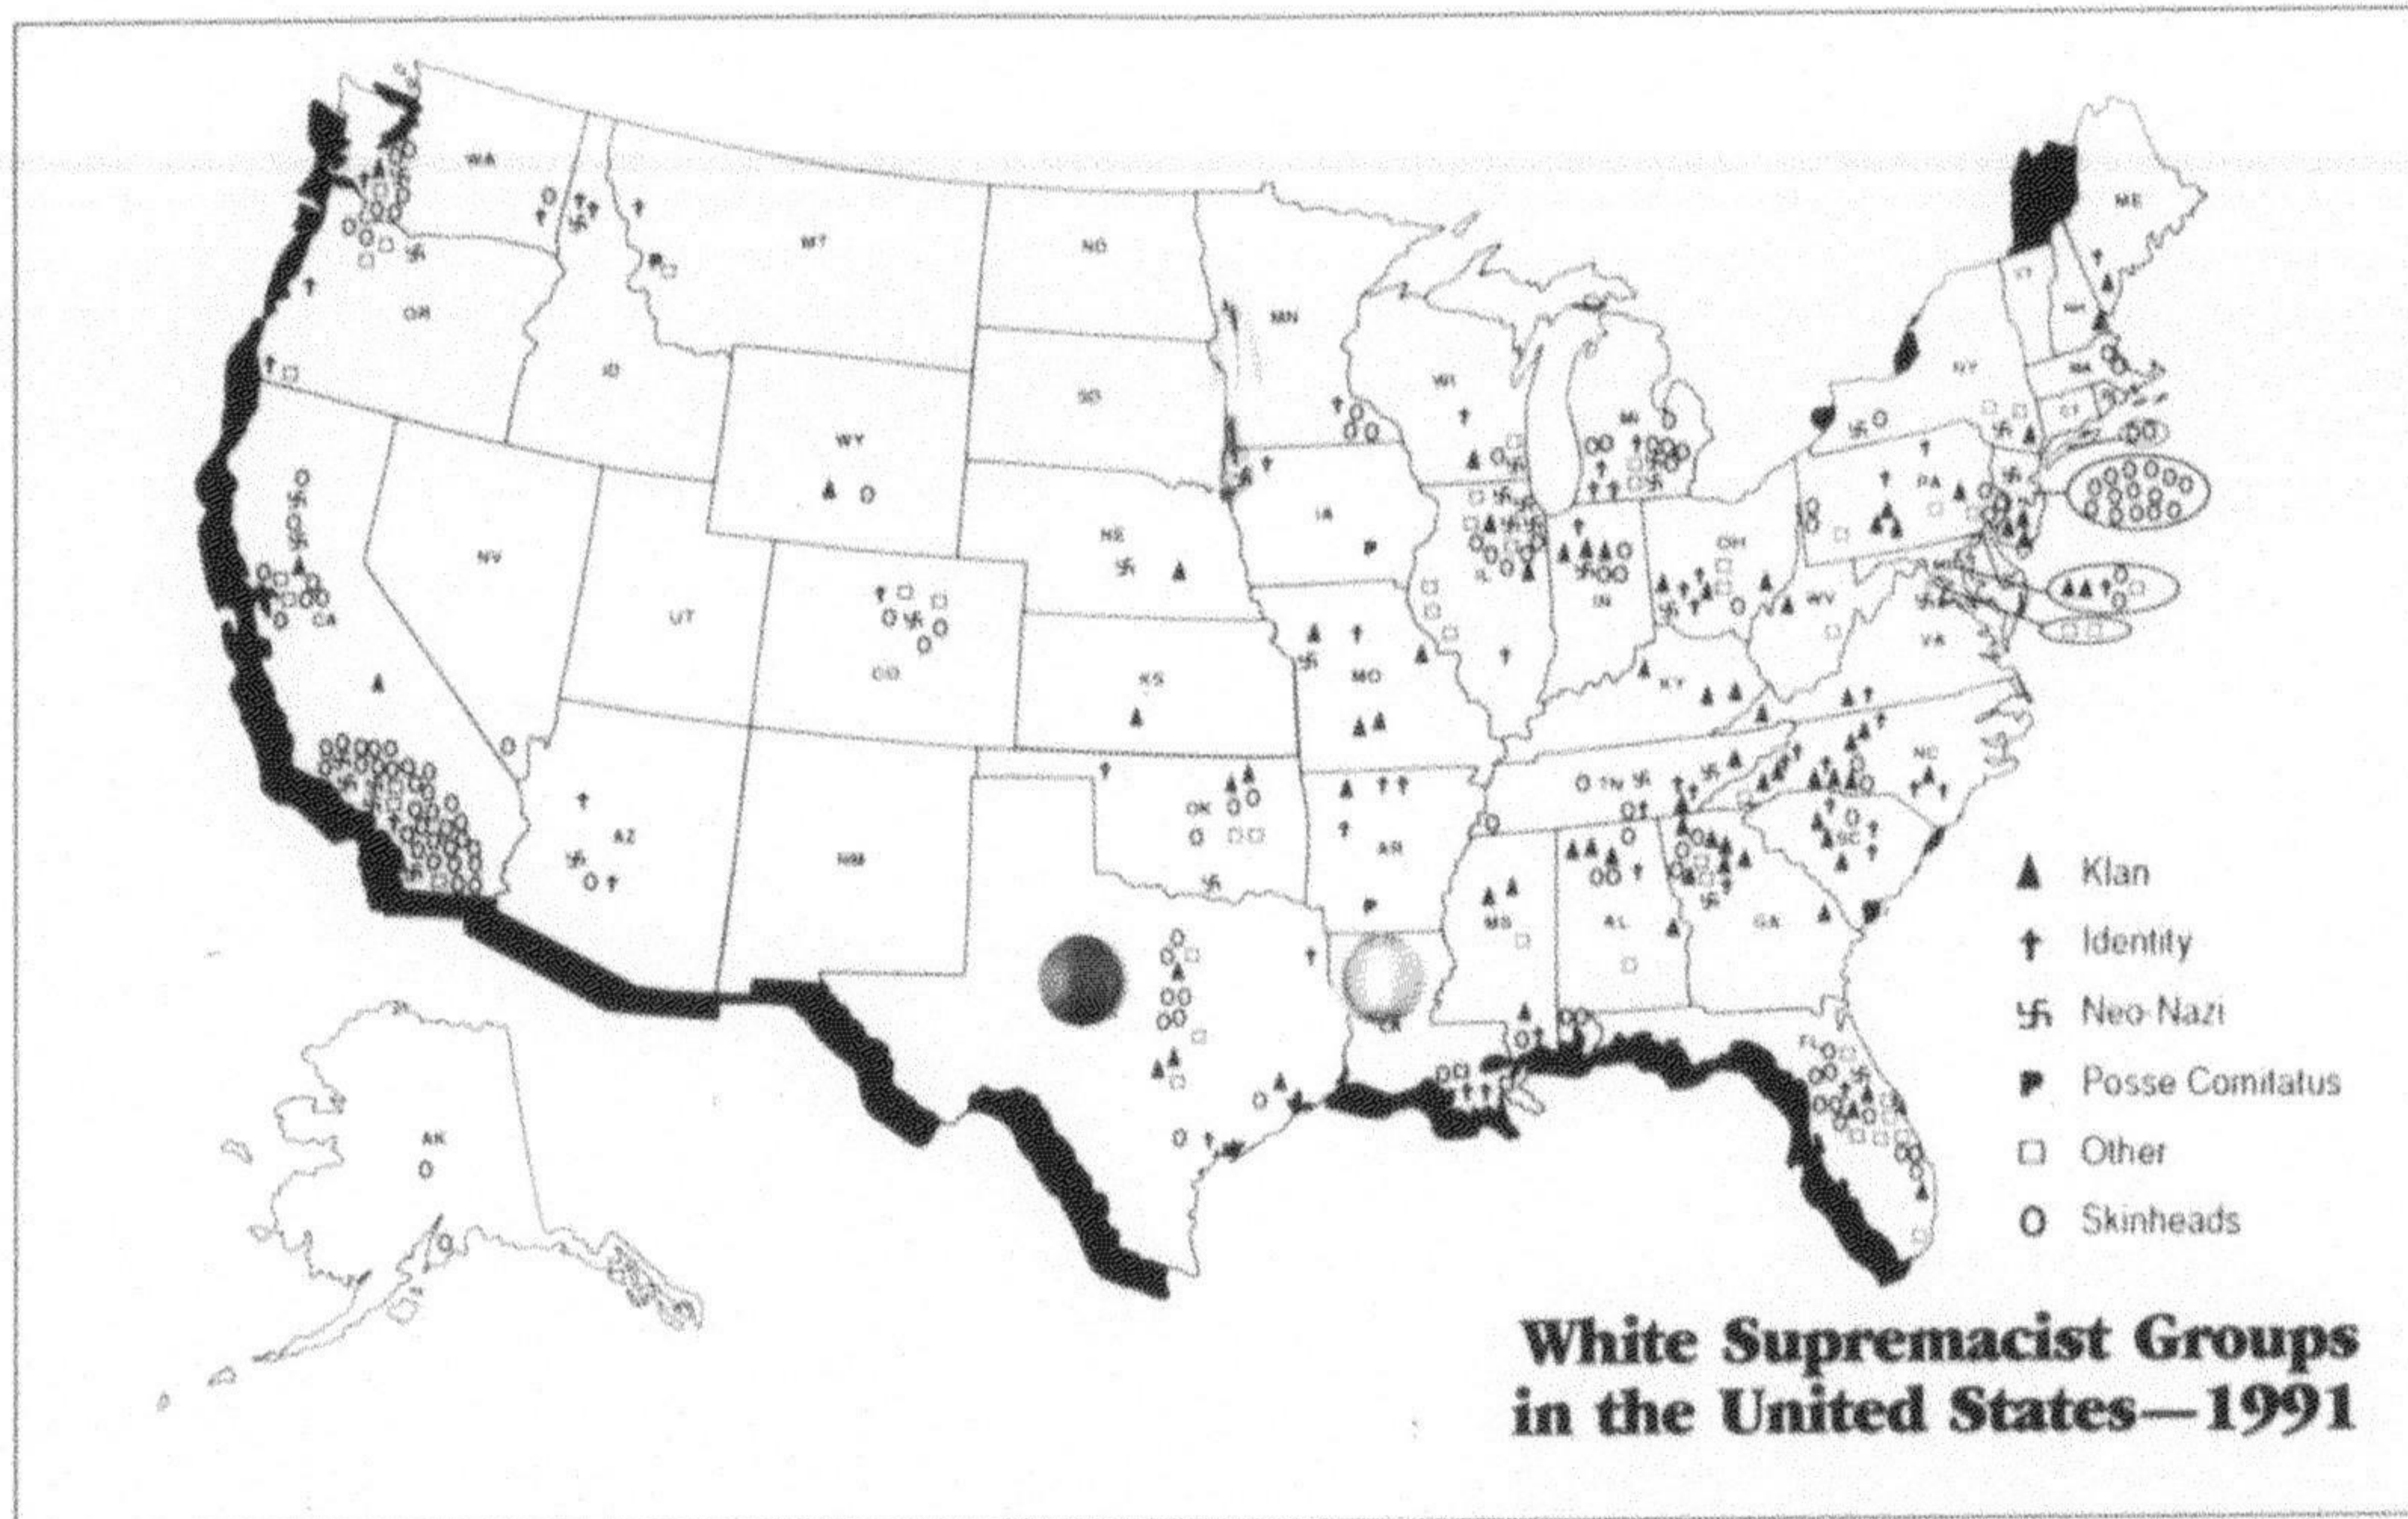 WA
MT
ND
ME
OR
ID
MN
WI
MI
NY
VT
NH
MA
CT
SD
WY
NE
IA
PA
NV
UT
CO
CA
KS
MO
IL
IN
OH
WV
VA
KY
AZ
NM
OK
AR
TN
NC
SC
MS
AL
GA
FL
AK
Klan
Identity
Neo-Nazi
Posse Comitatus
Other
Skinheads
White Supremacist Groups
in the United States—1991